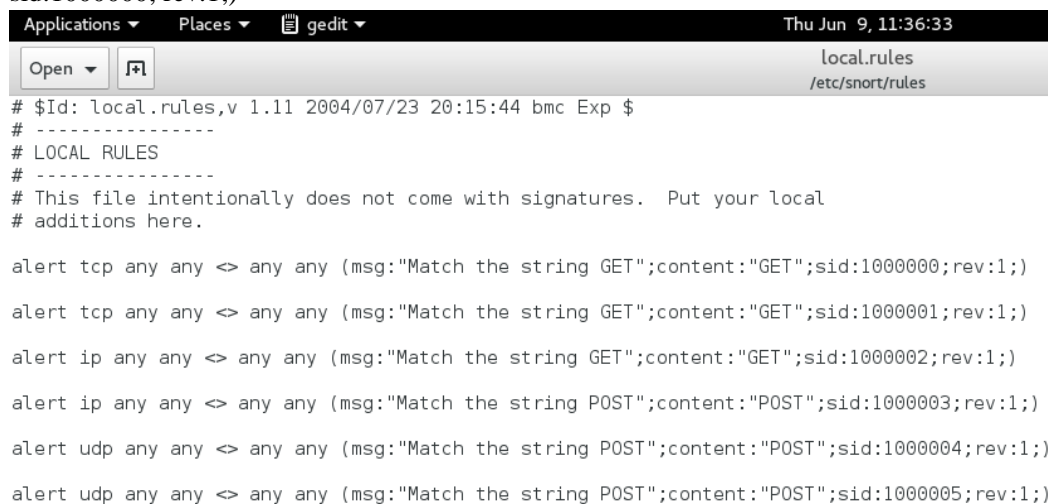 Applications ▾ Places ▾ gedit ▾ Thu Jun 9, 11:36:33
Open ▾ local.rules
/etc/snort/rules
# $Id: local.rules,v 1.11 2004/07/23 20:15:44 bmc Exp $
# ----------------
# LOCAL RULES
# ----------------
# This file intentionally does not come with signatures.  Put your local
# additions here.
alert tcp any any <> any any (msg:"Match the string GET";content:"GET";sid:1000000;rev:1;)
alert tcp any any <> any any (msg:"Match the string GET";content:"GET";sid:1000001;rev:1;)
alert ip any any <> any any (msg:"Match the string GET";content:"GET";sid:1000002;rev:1;)
alert ip any any <> any any (msg:"Match the string POST";content:"POST";sid:1000003;rev:1;)
alert udp any any <> any any (msg:"Match the string POST";content:"POST";sid:1000004;rev:1;)
alert udp any any <> any any (msg:"Match the string POST";content:"POST";sid:1000005;rev:1;)